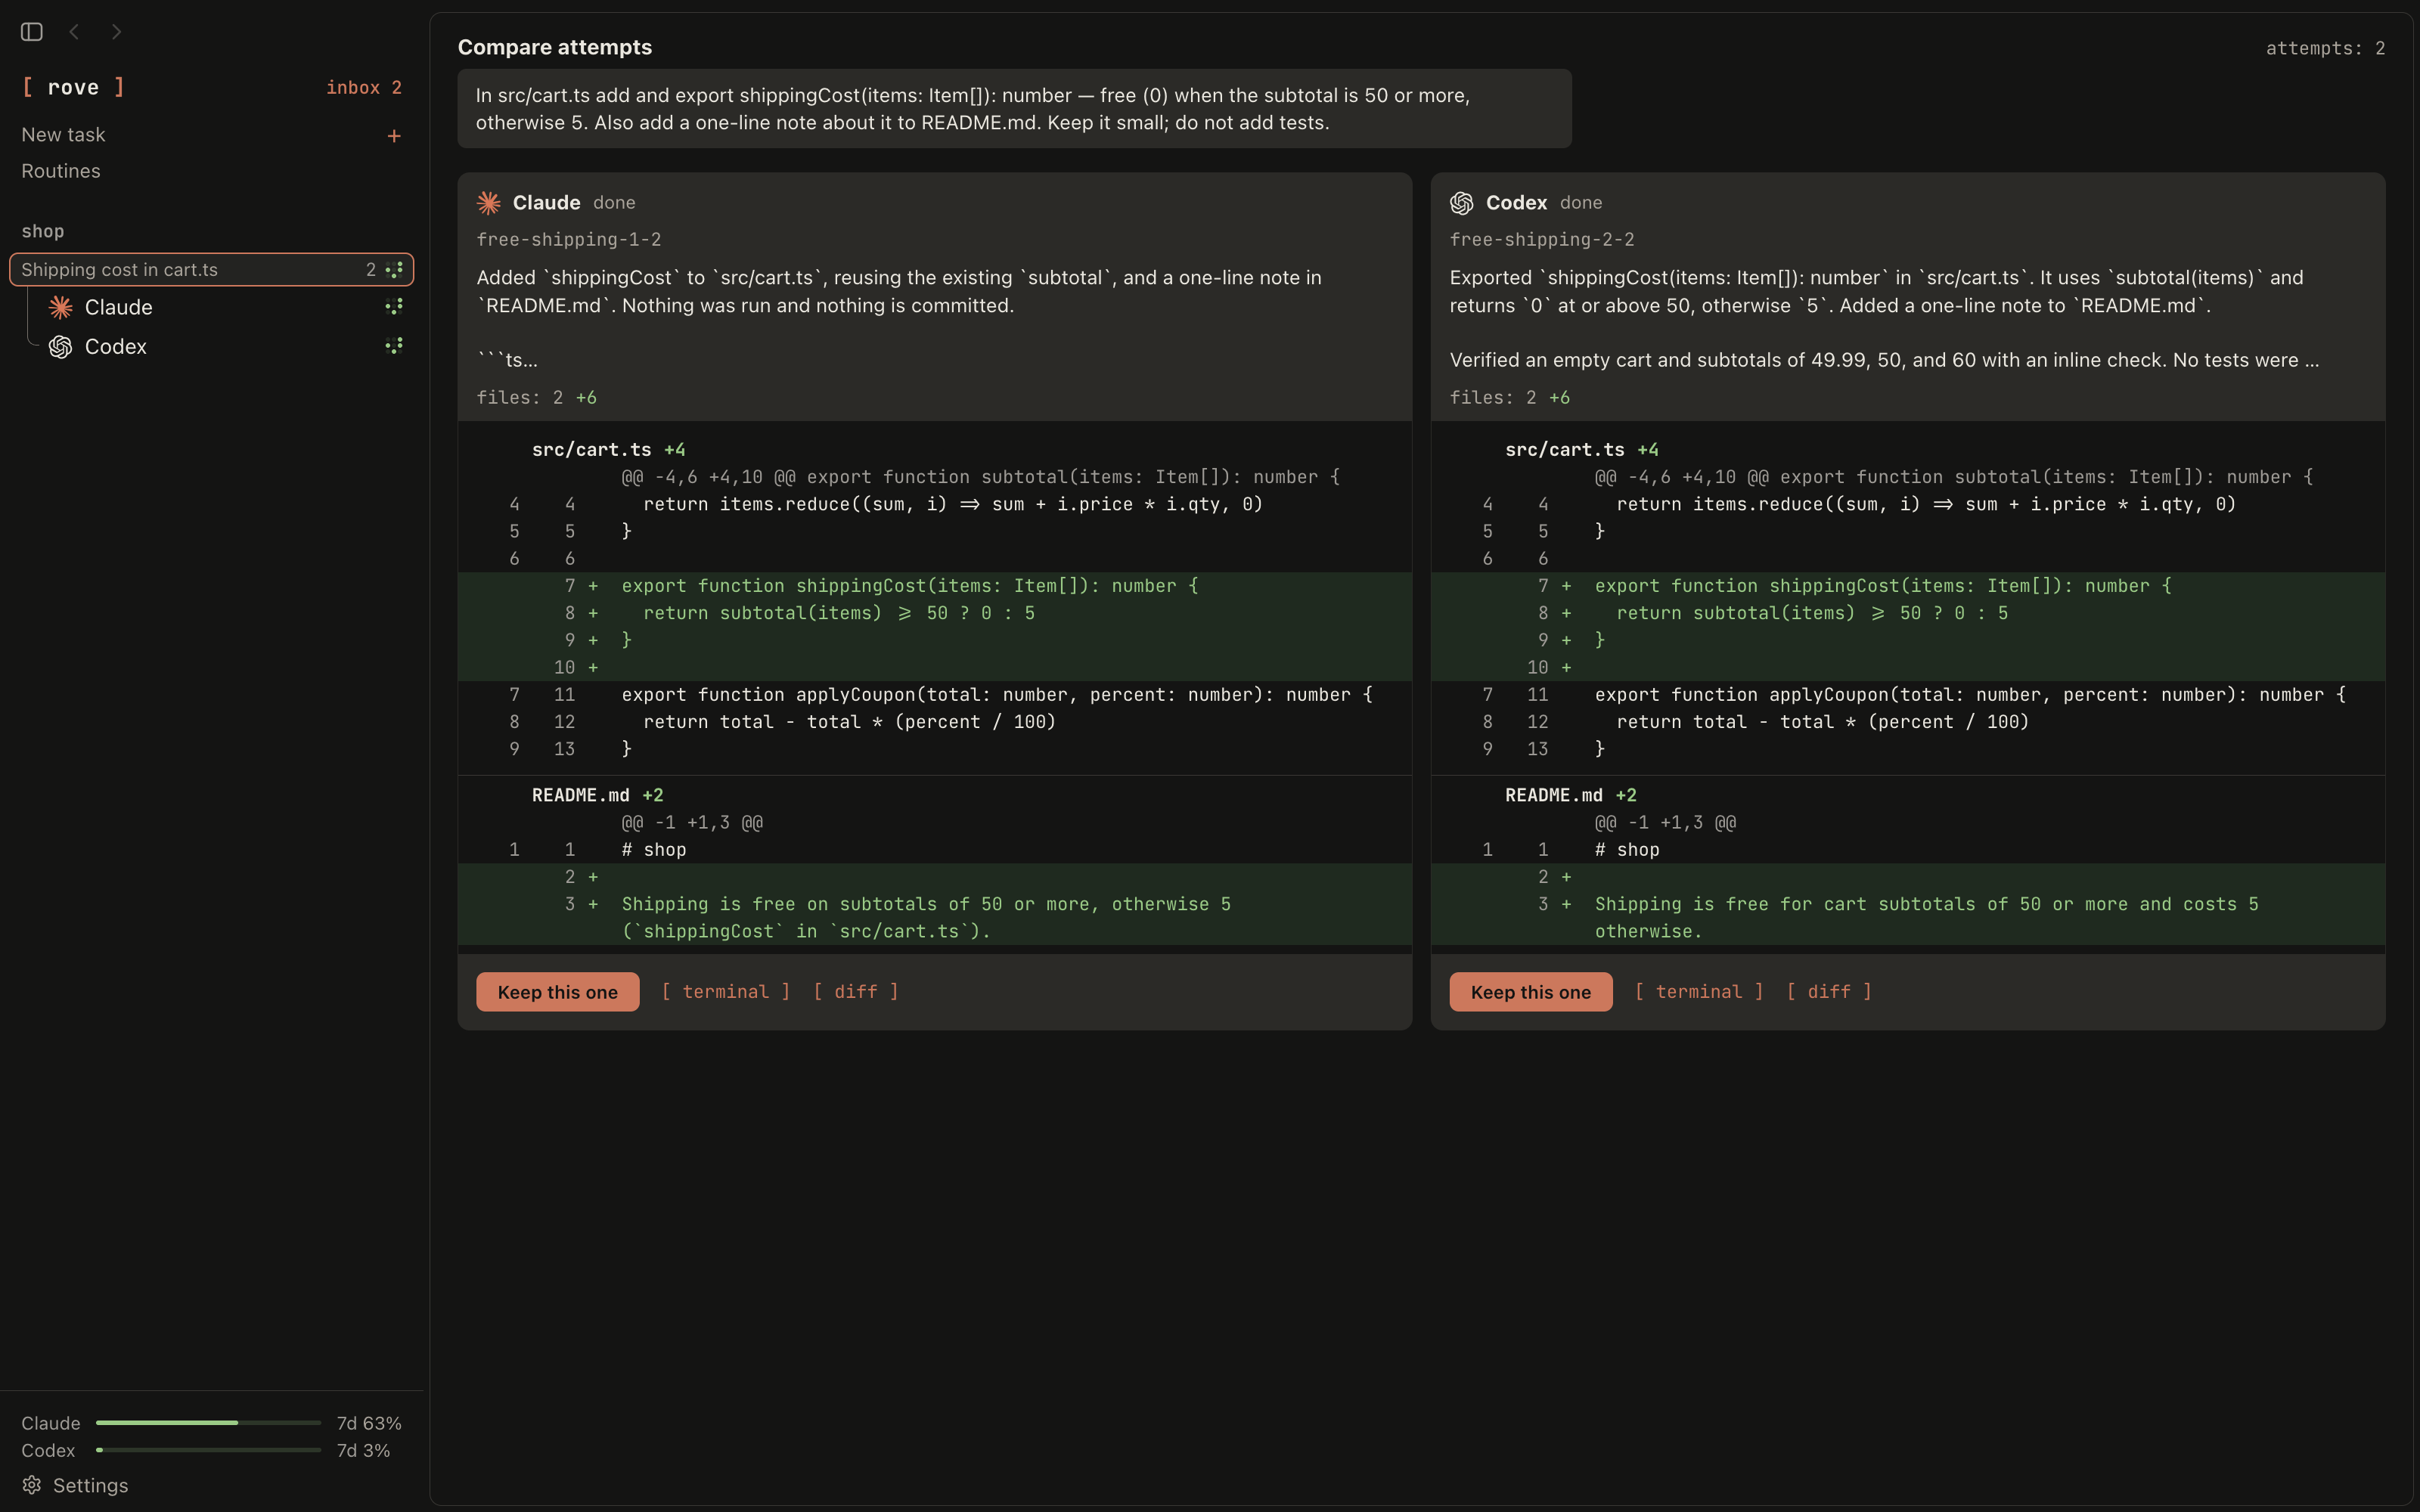 [ rove ]
inbox 2
New task +
Routines
shop
Shipping cost in cart.ts 2
Claude
Codex
Claude 7d 63%
Codex 7d 3%
Settings
Compare attempts
attempts: 2
In src/cart.ts add and export shippingCost(items: Item[]): number — free (0) when the subtotal is 50 or more,
otherwise 5. Also add a one-line note about it to README.md. Keep it small; do not add tests.
Claude done
free-shipping-1-2
Added `shippingCost` to `src/cart.ts`, reusing the existing `subtotal`, and a one-line note in
`README.md`. Nothing was run and nothing is committed.
```ts...
files: 2 +6
src/cart.ts +4
@@ -4,6 +4,10 @@ export function subtotal(items: Item[]): number {
4 4 return items.reduce((sum, i) => sum + i.price * i.qty, 0)
5 5 }
6 6
7 + export function shippingCost(items: Item[]): number {
8 + return subtotal(items) >= 50 ? 0 : 5
9 + }
10 +
7 11 export function applyCoupon(total: number, percent: number): number {
8 12 return total - total * (percent / 100)
9 13 }
README.md +2
@@ -1 +1,3 @@
1 1 # shop
2 +
3 + Shipping is free on subtotals of 50 or more, otherwise 5
(`shippingCost` in `src/cart.ts`).
Keep this one [ terminal ] [ diff ]
Codex done
free-shipping-2-2
Exported `shippingCost(items: Item[]): number` in `src/cart.ts`. It uses `subtotal(items)` and
returns `0` at or above 50, otherwise `5`. Added a one-line note to `README.md`.
Verified an empty cart and subtotals of 49.99, 50, and 60 with an inline check. No tests were ...
files: 2 +6
src/cart.ts +4
@@ -4,6 +4,10 @@ export function subtotal(items: Item[]): number {
4 4 return items.reduce((sum, i) => sum + i.price * i.qty, 0)
5 5 }
6 6
7 + export function shippingCost(items: Item[]): number {
8 + return subtotal(items) >= 50 ? 0 : 5
9 + }
10 +
7 11 export function applyCoupon(total: number, percent: number): number {
8 12 return total - total * (percent / 100)
9 13 }
README.md +2
@@ -1 +1,3 @@
1 1 # shop
2 +
3 + Shipping is free for cart subtotals of 50 or more and costs 5
otherwise.
Keep this one [ terminal ] [ diff ]